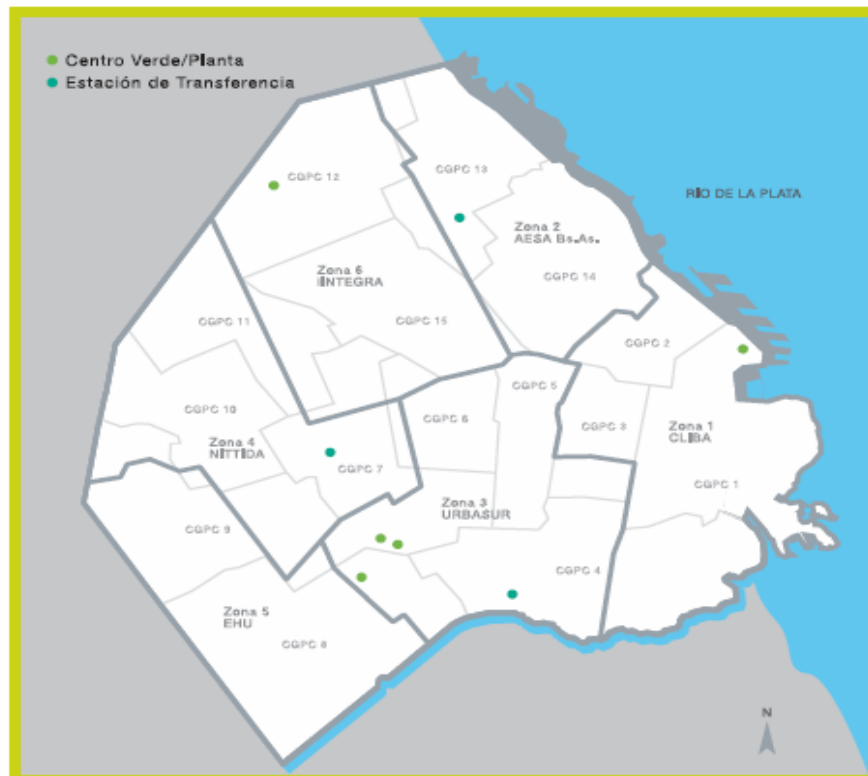 Centro Verde/Planta
Estación de Transferencia
RÍO DE LA PLATA
CGPC 12
CGPC 13
Zona 2
AESA Bs.As.
CGPC 14
Zona 6
IINTEGRA
CGPC 15
CGPC 11
CGPC 2
CGPC 5
CGPC 10
CGPC 6
CGPC 3
Zona 1
CLIBA
Zona 4
NITTIDA
CGPC 7
CGPC 1
Zona 3
URBASUR
CGPC 9
CGPC 4
Zona 5
EHU
CGPC 8
N